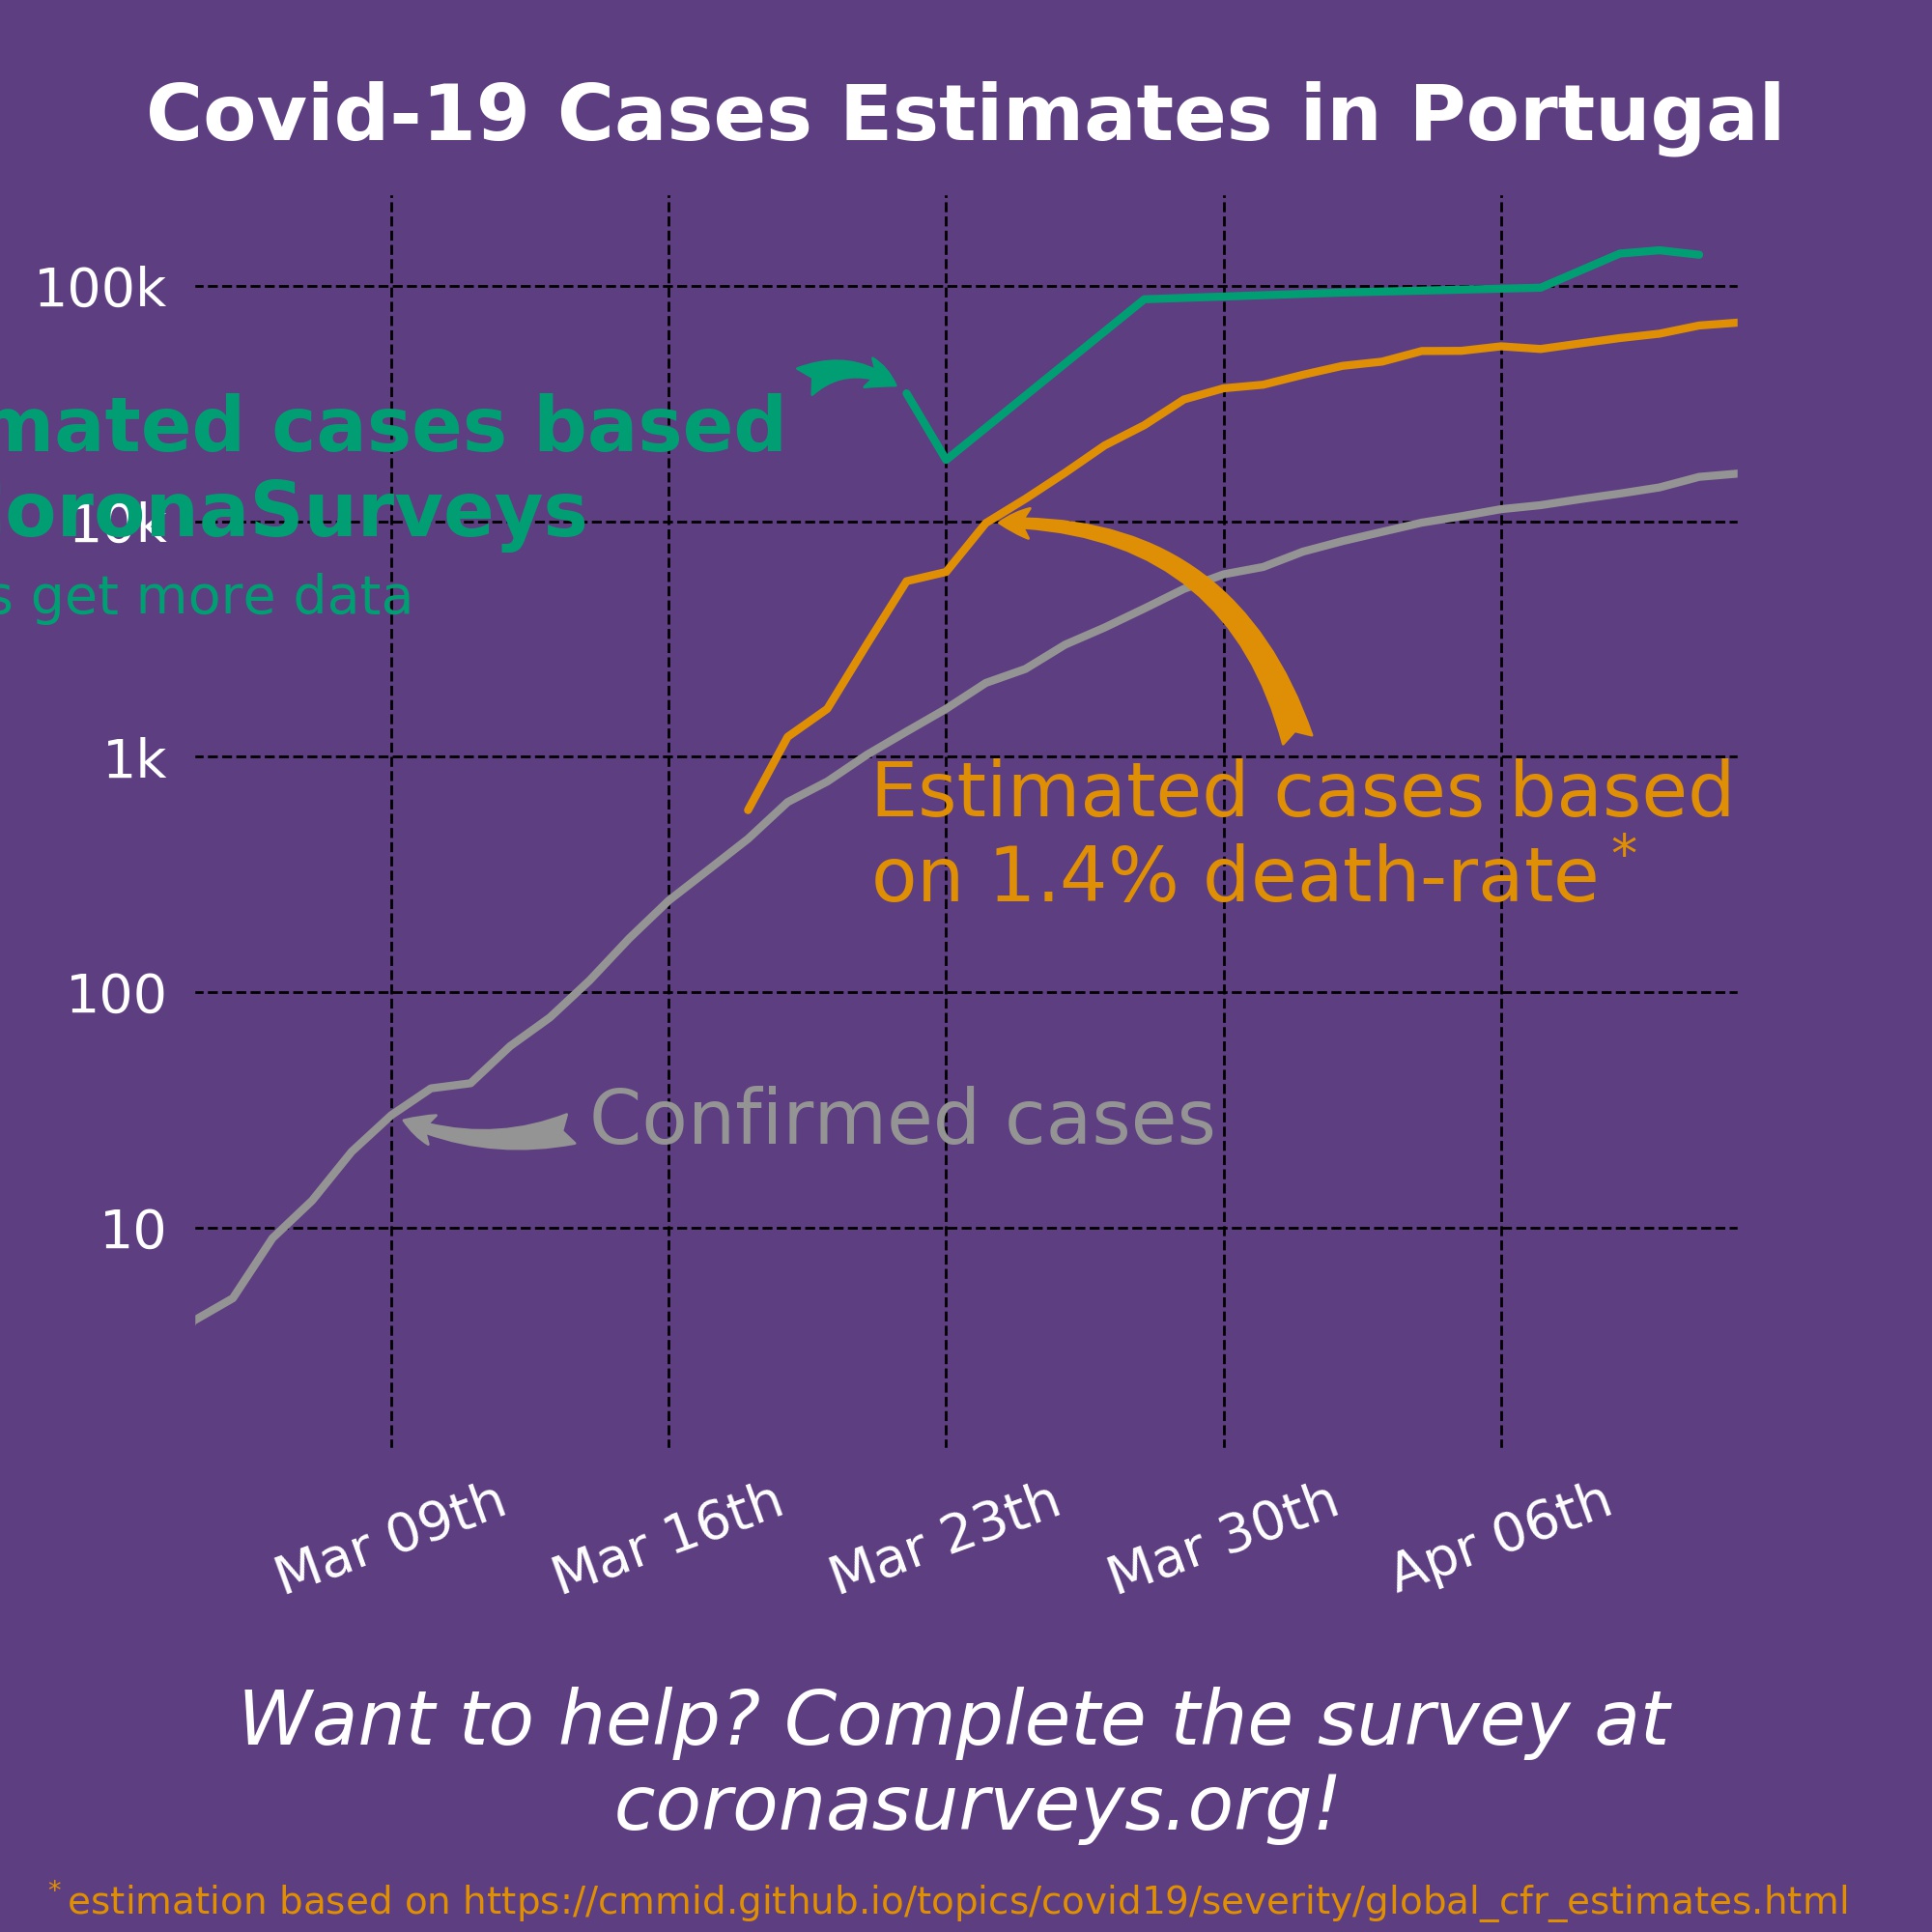 Covid-19 Cases Estimates in Portugal
100k
mated cases based
oronaSurveys
10k
s get more data
1k
Estimated cases based
on 1.4% death-rate*
100
Confirmed cases
10
Mar 09th
Mar 16th
Mar 23th
Mar 30th
Apr 06th
Want to help? Complete the survey at
coronasurveys.org!
*estimation based on https://cmmid.github.io/topics/covid19/severity/global_cfr_estimates.html